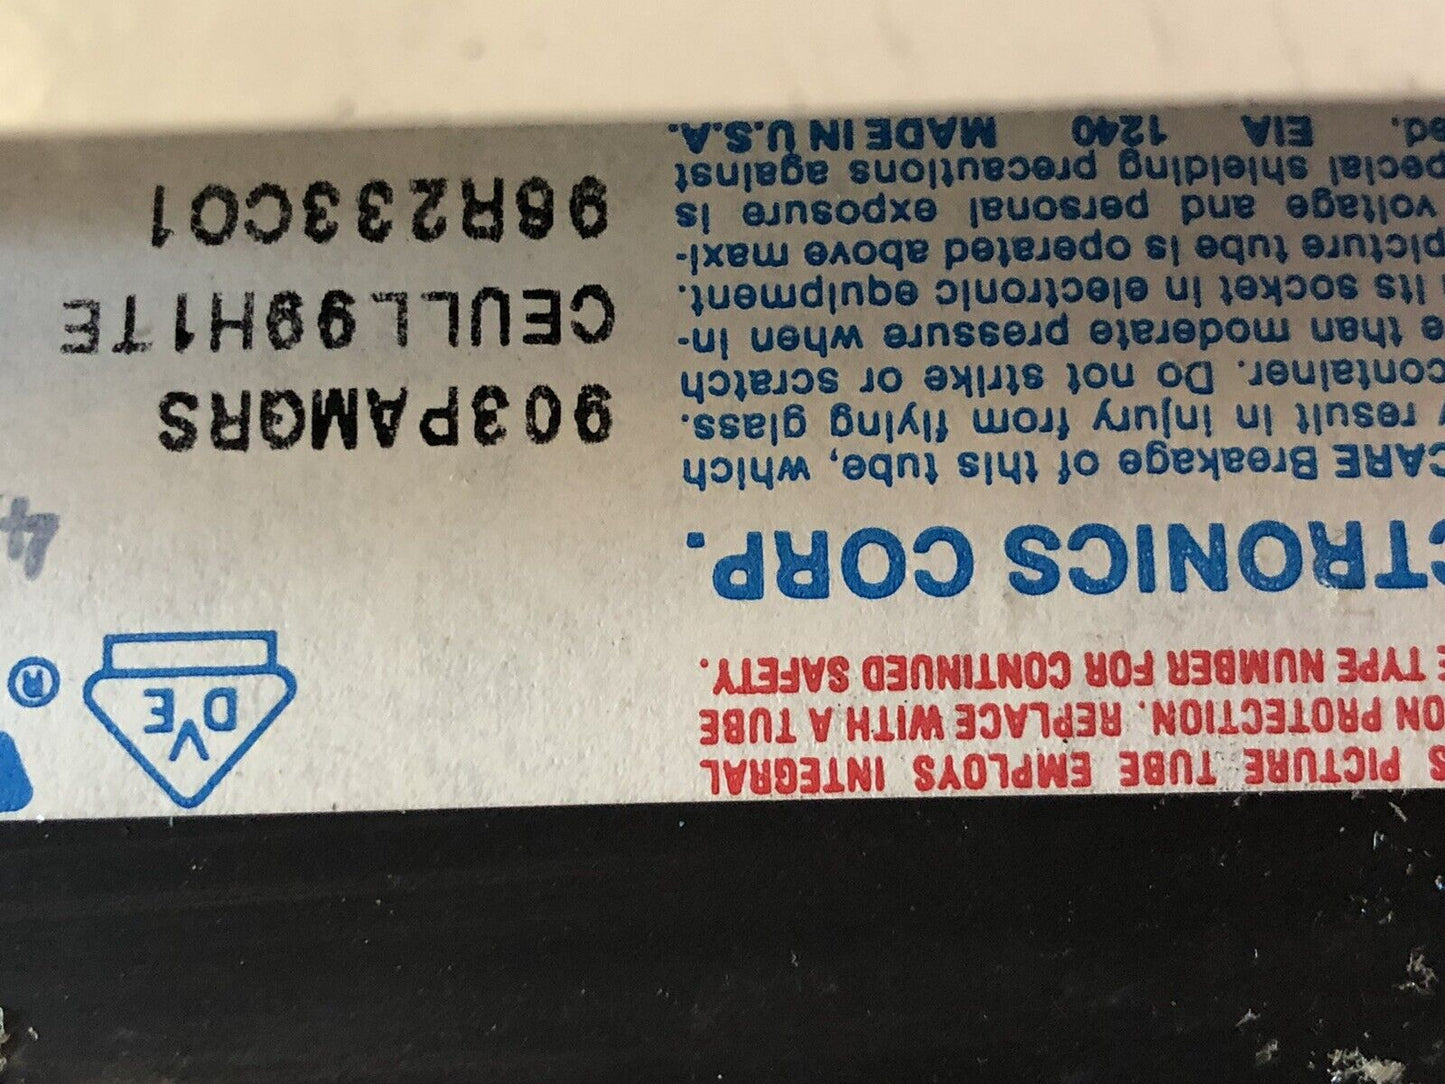 S PICTURE TUBE EMPLOYS INTEGRAL
ON PROTECTION. REPLACE WITH A TUBE
E TYPE NUMBER FOR CONTINUED SAFETY.
CTRONICS CORP.
CARE Breakage of this tube, which,
y result in injury from flying glass.
container. Do not strike or scratch
e than moderate pressure when in-
its socket in electronic equipment.
picture tube is operated above maxi-
voltage and personal exposure is
pecial shielding precautions against
ed. EIA 1240 MADE IN U.S.A.
DVE ®
4
903PAMQRS
CEULL99H1TE
98R233C01